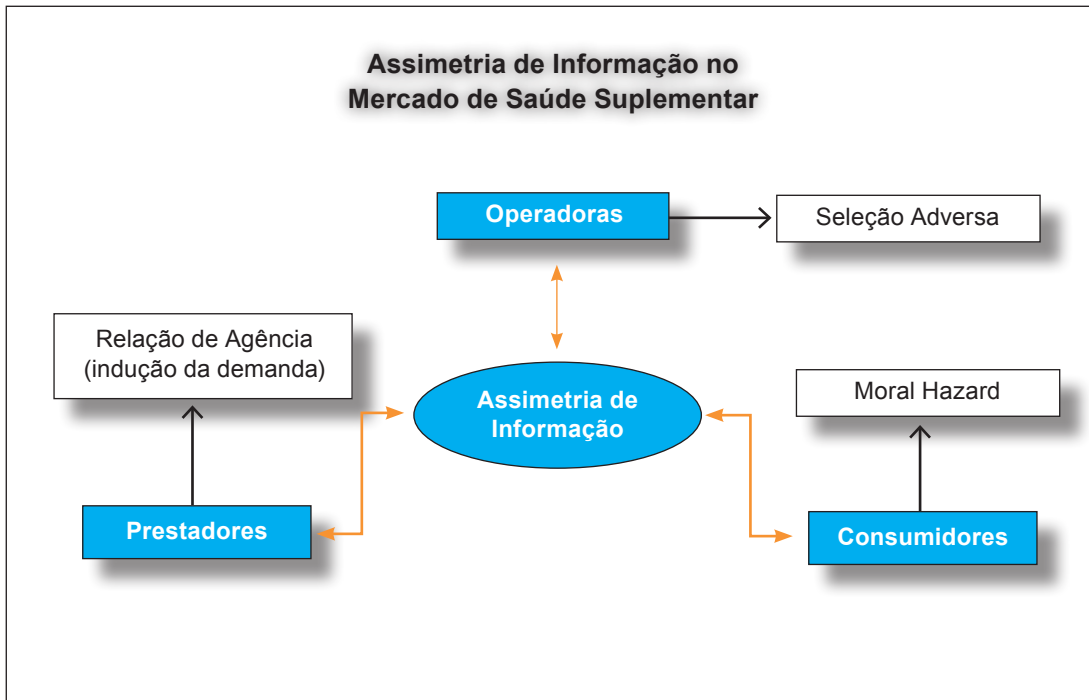 Assimetria de Informação no
Mercado de Saúde Suplementar
Operadoras
Seleção Adversa
Relação de Agência
(indução da demanda)
Assimetria de
Informação
Moral Hazard
Prestadores
Consumidores